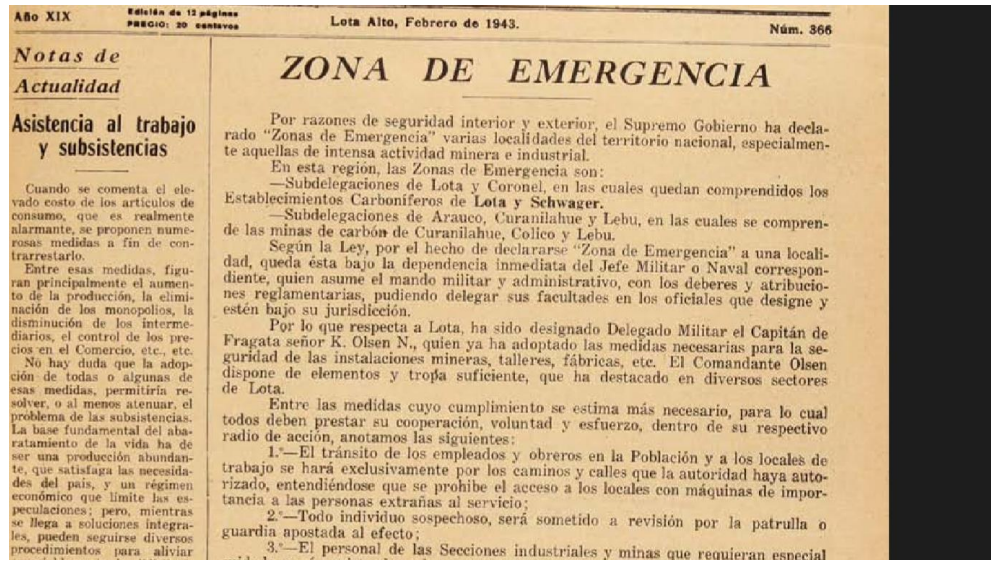 Año XIX
Edición de 12 páginas
PRECIO: 20 centavos
Lota Alto, Febrero de 1943.
Núm. 366
Notas de
Actualidad
Asistencia al trabajo
y subsistencias
Cuando se comenta el ele-
vado costo de los artículos de
consumo, que es realmente
alarmante, se proponen nume-
rosas medidas a fin de con-
trarrestarlo.
Entre esas medidas, figu-
ran principalmente el aumen-
to de la producción, la elimi-
nación de los monopolios, la
disminución de los interme-
diarios, el control de los pre-
cios en el Comercio, etc., etc.
No hay duda que la adop-
ción de todas o algunas de
esas medidas, permitiría re-
solver, o al menos atenuar, el
problema de las subsistencias.
La base fundamental del aba-
ratamiento de la vida ha de
ser una producción abundan-
te, que satisfaga las necesida-
des del país, y un régimen
económico que limite las es-
peculaciones; pero, mientras
se llega a soluciones integra-
les, pueden seguirse diversos
procedimientos para aliviar
ZONA DE EMERGENCIA
Por razones de seguridad interior y exterior, el Supremo Gobierno ha decla-
rado "Zonas de Emergencia" varias localidades del territorio nacional, especialmen-
te aquellas de intensa actividad minera e industrial.
En esta región, las Zonas de Emergencia son:
—Subdelegaciones de Lota y Coronel, en las cuales quedan comprendidos los
Establecimientos Carboníferos de Lota y Schwager.
—Subdelegaciones de Arauco, Curanilahue y Lebu, en las cuales se compren-
de las minas de carbón de Curanilahue, Colico y Lebu.
Según la Ley, por el hecho de declararse "Zona de Emergencia" a una locali-
dad, queda ésta bajo la dependencia inmediata del Jefe Militar o Naval correspon-
diente, quien asume el mando militar y administrativo, con los deberes y atribucio-
nes reglamentarias, pudiendo delegar sus facultades en los oficiales que designe y
estén bajo su jurisdicción.
Por lo que respecta a Lota, ha sido designado Delegado Militar el Capitán de
Fragata señor K. Olsen N., quien ya ha adoptado las medidas necesarias para la se-
guridad de las instalaciones mineras, talleres, fábricas, etc. El Comandante Olsen
dispone de elementos y tropa suficiente, que ha destacado en diversos sectores
de Lota.
Entre las medidas cuyo cumplimiento se estima más necesario, para lo cual
todos deben prestar su cooperación, voluntad y esfuerzo, dentro de su respectivo
radio de acción, anotamos las siguientes:
1.º—El tránsito de los empleados y obreros en la Población y a los locales de
trabajo se hará exclusivamente por los caminos y calles que la autoridad haya auto-
rizado, entendiéndose que se prohibe el acceso a los locales con máquinas de impor-
tancia a las personas extrañas al servicio;
2.º—Todo individuo sospechoso, será sometido a revisión por la patrulla o
guardia apostada al efecto;
3.º—El personal de las Secciones industriales y minas que requieran especial